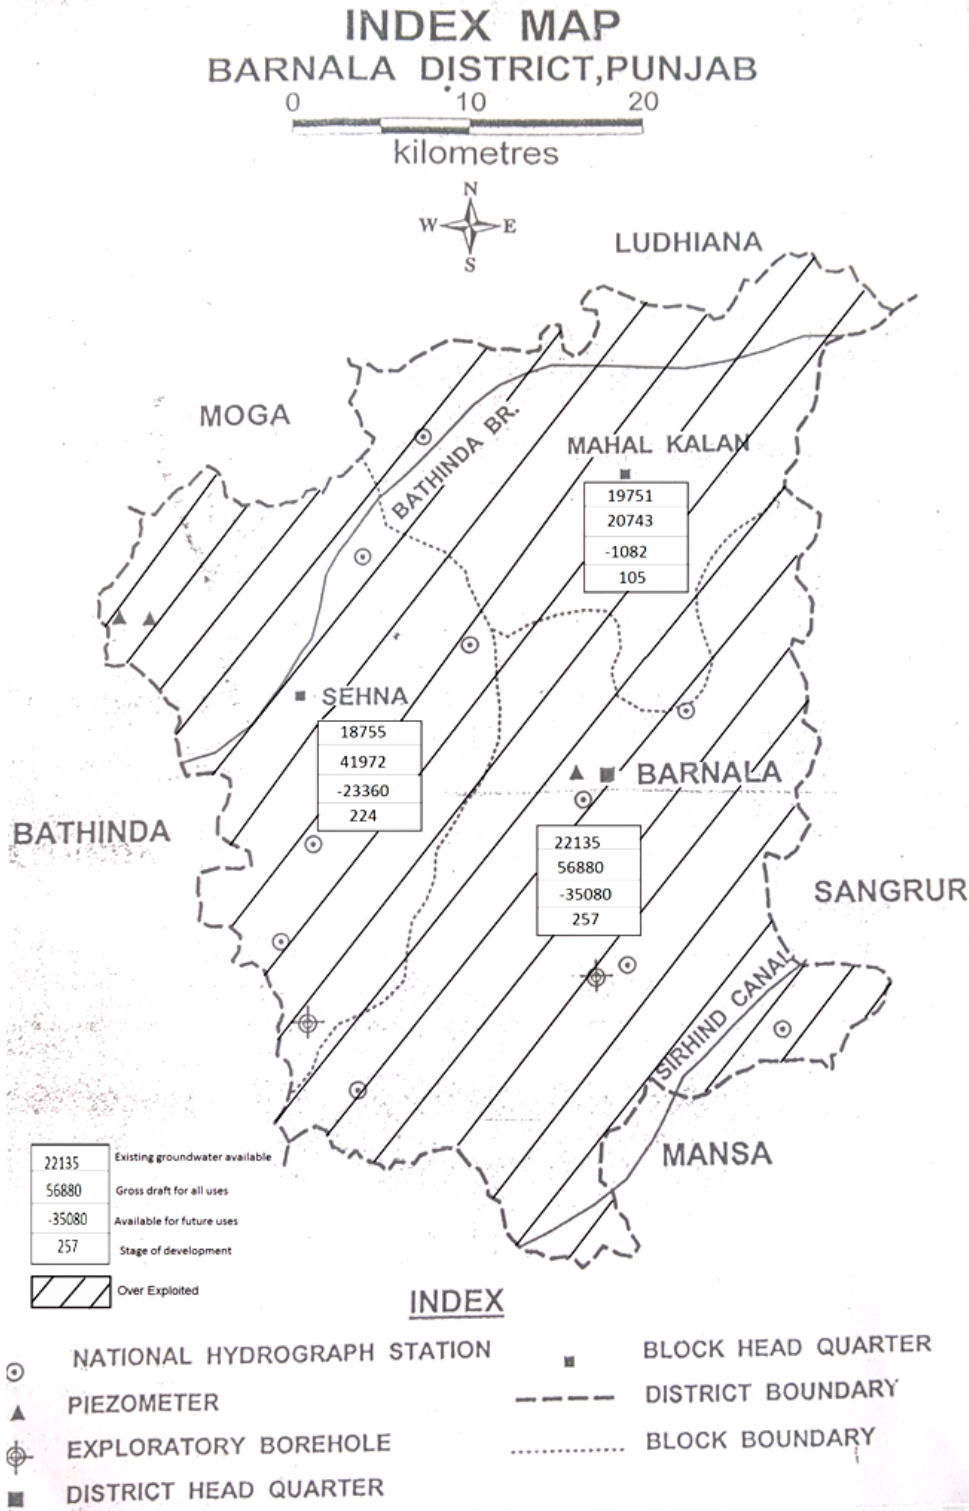 INDEX MAP
BARNALA DISTRICT,PUNJAB
0 10 20
kilometres
N
W E
S
LUDHIANA
MOGA
BATHINDA BR.
MAHAL KALAN
19751
20743
-1082
105
SEHNA
18755
41972
-23360
224
BARNALA
BATHINDA
22135
56880
-35080
257
SANGRUR
SIRHIND CANAL
MANSA
22135 Existing groundwater available
56880 Gross draft for all uses
-35080 Available for future uses
257 Stage of development
Over Exploited
INDEX
NATIONAL HYDROGRAPH STATION
PIEZOMETER
EXPLORATORY BOREHOLE
DISTRICT HEAD QUARTER
BLOCK HEAD QUARTER
DISTRICT BOUNDARY
BLOCK BOUNDARY